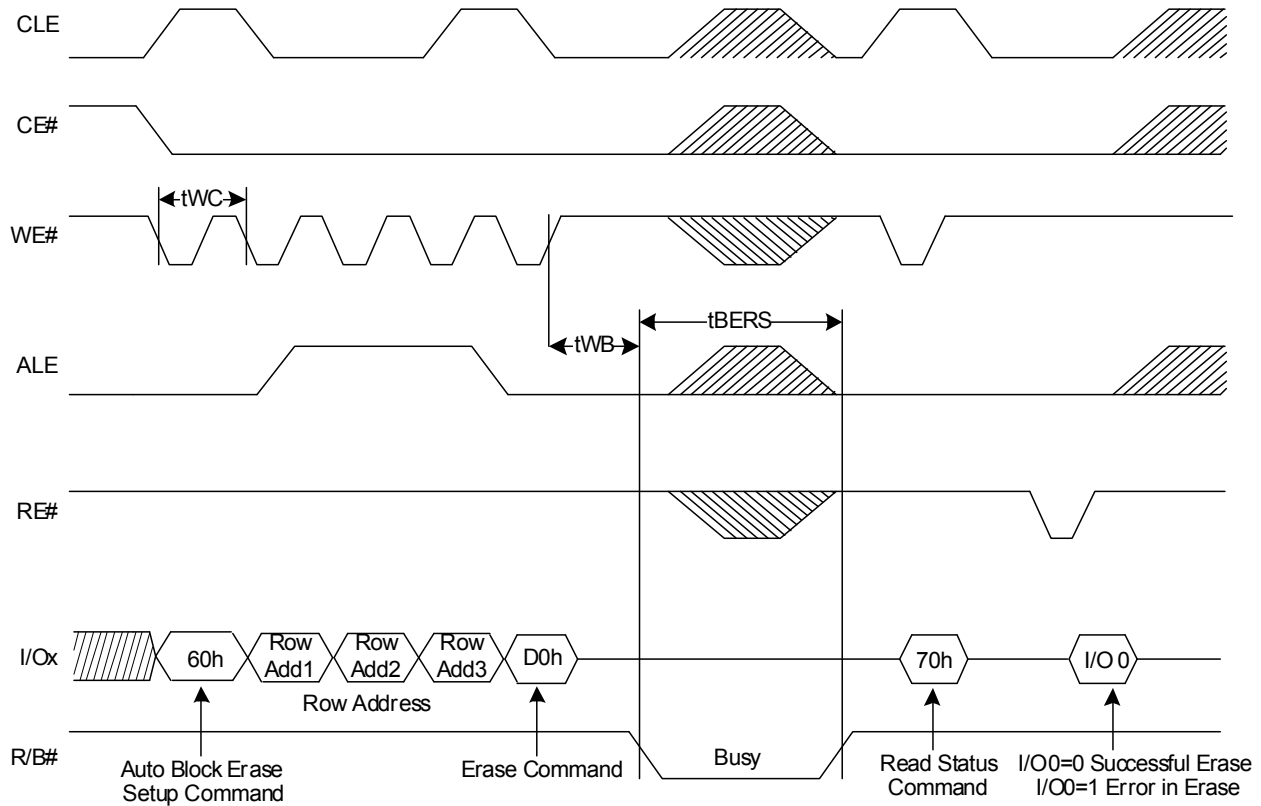 CLE
CE#
tWC
WE#
tBERS
tWB
ALE
RE#
I/Ox
60h
Row
Add1
Row
Add2
Row
Add3
D0h
70h
I/O 0
Row Address
R/B#
Busy
Auto Block Erase
Setup Command
Erase Command
Read Status
Command
I/O0=0 Successful Erase
I/O0=1 Error in Erase